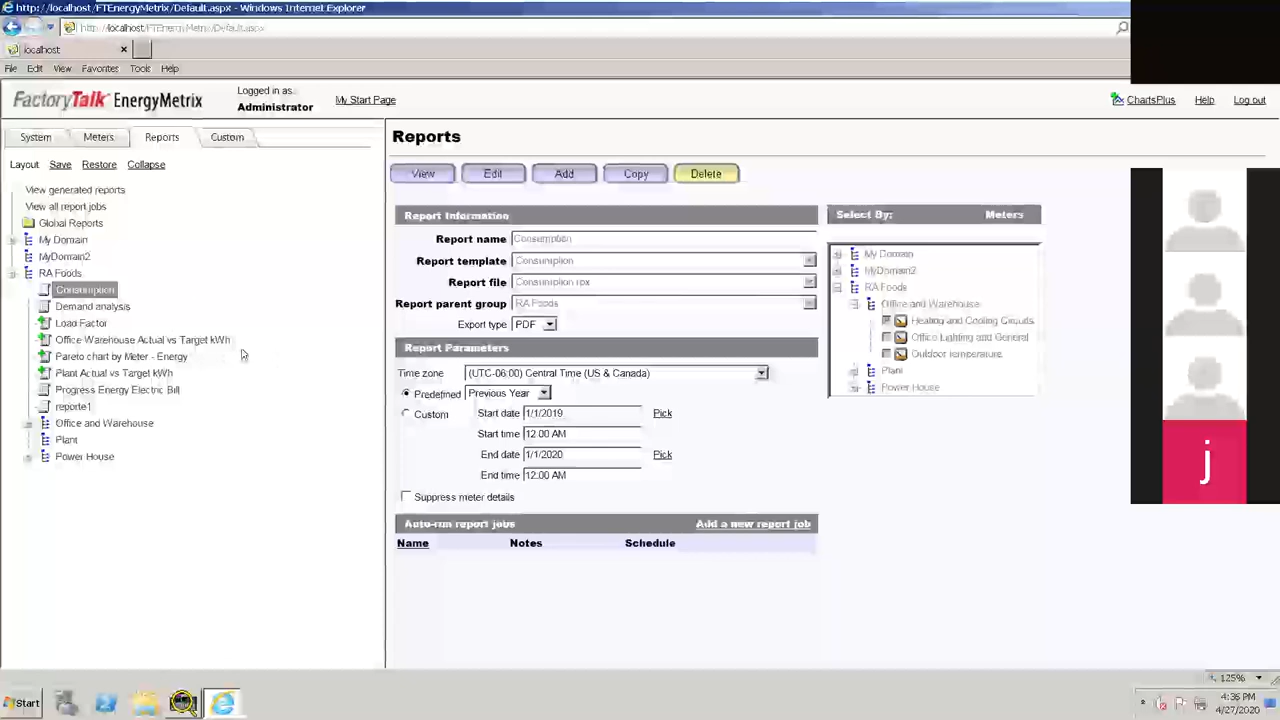 http://localhost/FTEnergyMetrix/Default.aspx - Windows Internet Explorer
http://localhost/FTEnergyMetrix/Default.aspx
localhost
File Edit View Favorites Tools Help
FactoryTalk EnergyMetrix
Logged in as
Administrator
My Start Page
ChartsPlus Help Log out
System Meters Reports Custom
Layout Save Restore Collapse
View generated reports
View all report jobs
Global Reports
My Domain
MyDomain2
RA Foods
Consumption
Demand analysis
Load Factor
Office Warehouse Actual vs Target kWh
Pareto chart by Meter - Energy
Plant Actual vs Target kWh
Progress Energy Electric Bill
reporte1
Office and Warehouse
Plant
Power House
Reports
View Edit Add Copy Delete
Report Information
Report name Consumption
Report template Consumption
Report file Consumption.rpx
Report parent group RA Foods
Export type PDF
Report Parameters
Time zone (UTC-06:00) Central Time (US & Canada)
Predefined Previous Year
Custom Start date 1/1/2019 Pick
Start time 12:00 AM
End date 1/1/2020 Pick
End time 12:00 AM
Suppress meter details
Auto-run report jobs Add a new report job
Name Notes Schedule
Select By: Meters
My Domain
MyDomain2
RA Foods
Office and Warehouse
Heating and Cooling Circuits
Office Lighting and General
Outdoor temperature
Plant
Power House
j
125%
Start
4:36 PM
4/27/2020